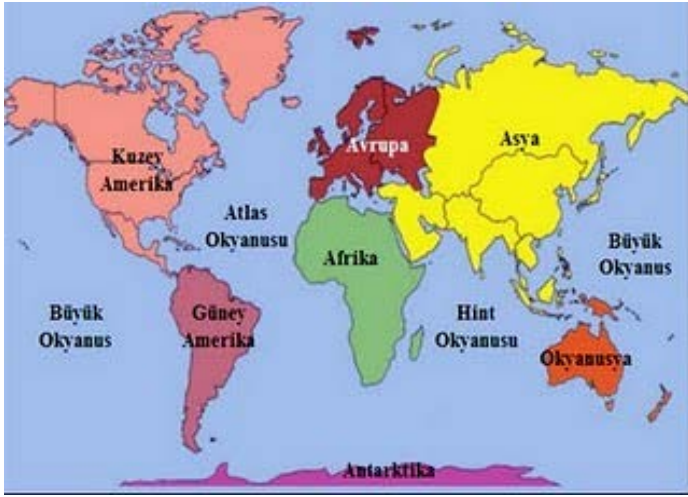 Kuzey
Amerika
Avrupa
Asya
Atlas
Okyanusu
Afrika
Büyük
Okyanus
Büyük
Okyanus
Güney
Amerika
Hint
Okyanusu
Okyanusya
Antarktika